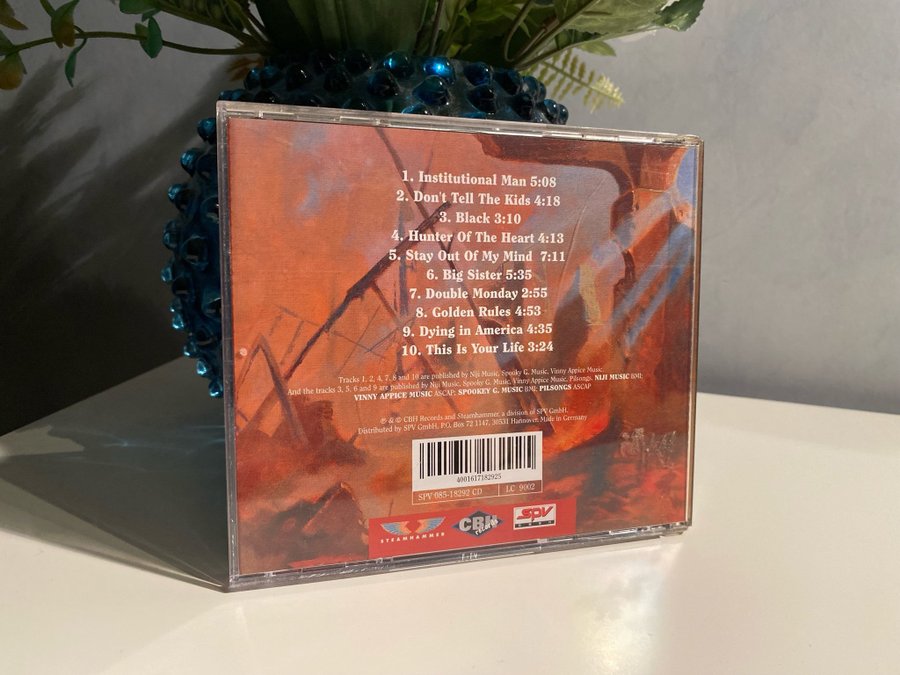 1. Institutional Man 5:08
2. Don't Tell The Kids 4:18
3. Black 3:10
4. Hunter Of The Heart 4:13
5. Stay Out Of My Mind 7:11
6. Big Sister 5:35
7. Double Monday 2:55
8. Golden Rules 4:53
9. Dying in America 4:35
10. This Is Your Life 3:24
Tracks 1, 2, 4, 7, 8 and 10 are published by Niji Music, Spooky G. Music, Vinny Appice Music,
And the tracks 3, 5, 6 and 9 are published by Niji Music, Spookey G. Music, Vinny Appice Music, Pilsongs. NIJI MUSIC BMI;
VINNY APPICE MUSIC ASCAP; SPOOKEY G. MUSIC BMI; PILSONGS ASCAP
℗ & © CBH Records and Steamhammer, a division of SPV GmbH.
Distributed by SPV GmbH, P.O. Box 72 1147, 30531 Hannover. Made in Germany
4001617182925
SPV 085-18292 CD LC 9002
STEAMHAMMER CBH RECORDS SPV